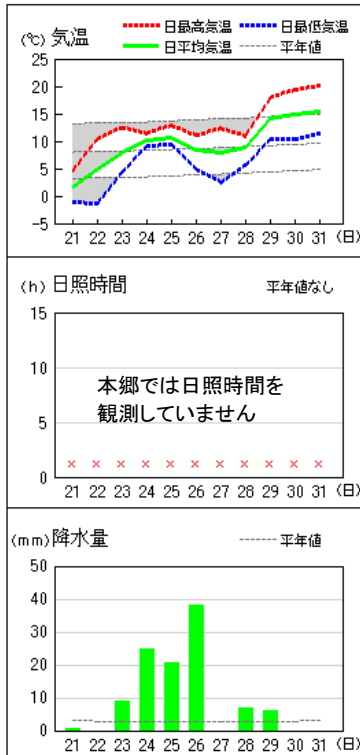 (℃) 気温
日最高気温 日最低気温
日平均気温 平年値
25
20
15
10
5
0
-5
21 22 23 24 25 26 27 28 29 30 31 (日)
(h) 日照時間 平年値なし
15
10
5
0
本郷では日照時間を
観測していません
21 22 23 24 25 26 27 28 29 30 31 (日)
(mm) 降水量 平年値
50
40
30
20
10
0
21 22 23 24 25 26 27 28 29 30 31 (日)